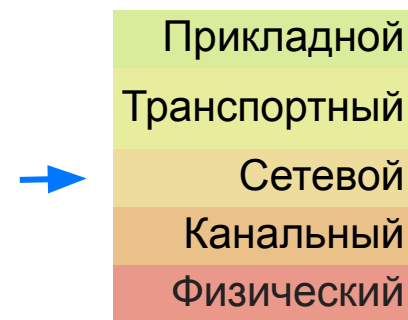 Прикладной
Транспортный
Сетевой
Канальный
Физический